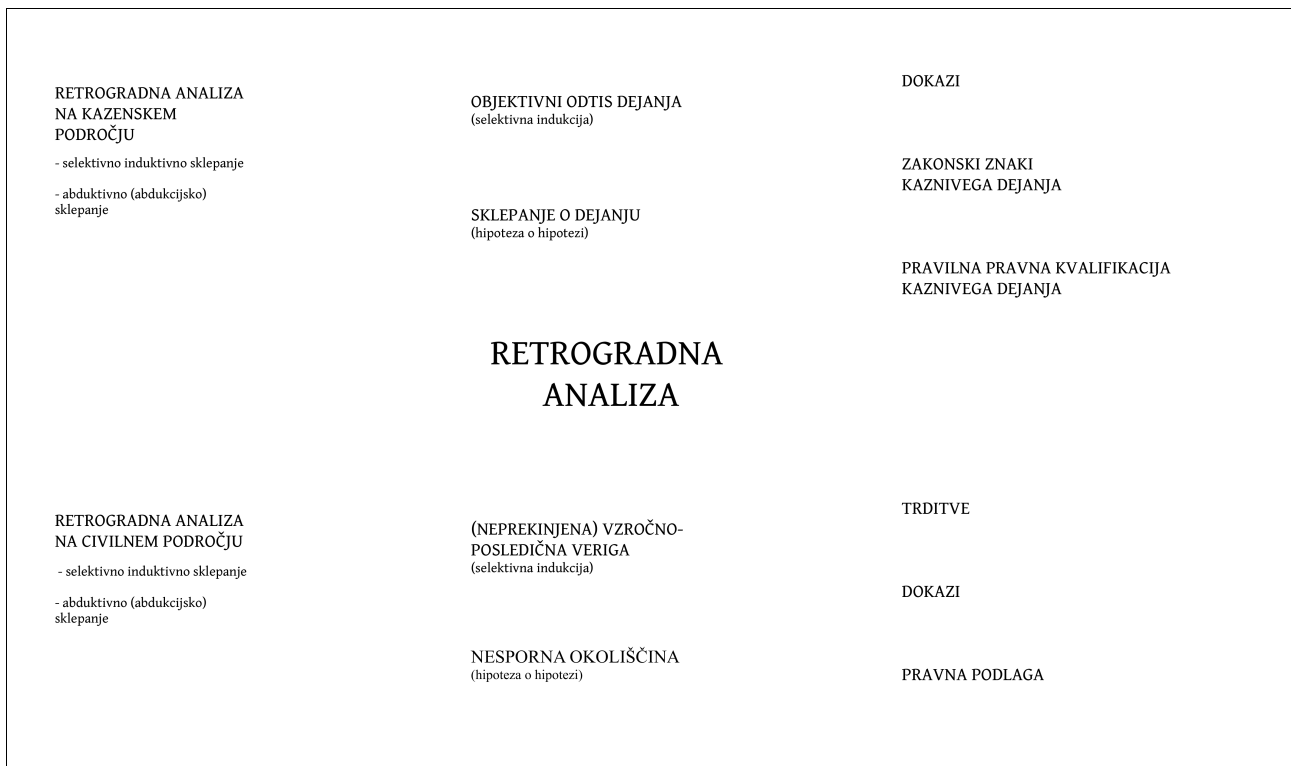 RETROGRADNA ANALIZA
NA KAZENSKEM
PODROČJU
- selektivno induktivno sklepanje
- abduktivno (abdukcijsko)
sklepanje
OBJEKTIVNI ODTIS DEJANJA
(selektivna indukcija)
SKLEPANJE O DEJANJU
(hipoteza o hipotezi)
DOKAZI
ZAKONSKI ZNAKI
KAZNIVEGA DEJANJA
PRAVILNA PRAVNA KVALIFIKACIJA
KAZNIVEGA DEJANJA
RETROGRADNA
ANALIZA
RETROGRADNA ANALIZA
NA CIVILNEM PODROČJU
- selektivno induktivno sklepanje
- abduktivno (abdukcijsko)
sklepanje
(NEPREKINJENA) VZROČNO-
POSLEDIČNA VERIGA
(selektivna indukcija)
NESPORNA OKOLIŠČINA
(hipoteza o hipotezi)
TRDITVE
DOKAZI
PRAVNA PODLAGA